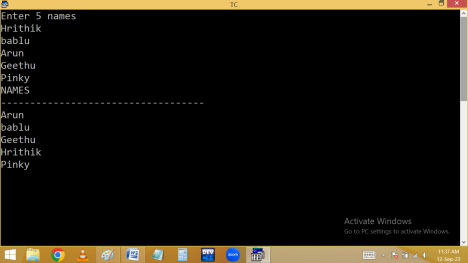 TC
Enter 5 names
Hrithik
bablu
Arun
Geethu
Pinky
NAMES
-----------------------------------
Arun
bablu
Geethu
Hrithik
Pinky
Activate Windows
Go to PC settings to activate Windows.
11:37 AM
12-Sep-23